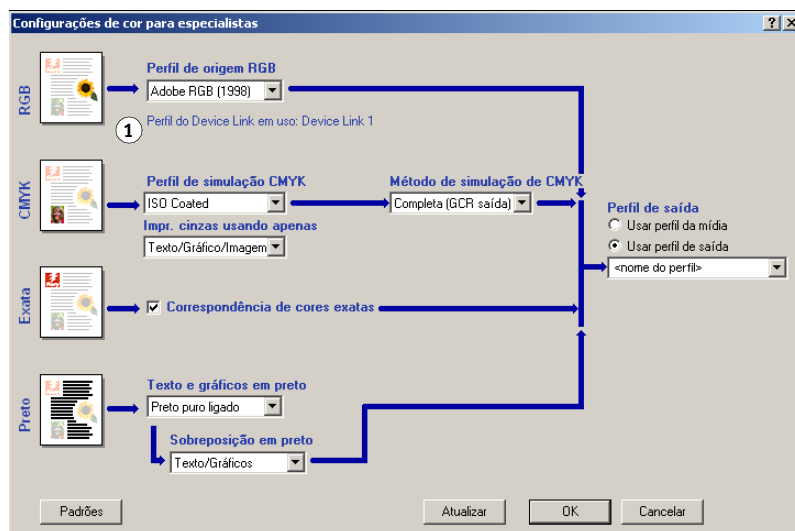 Configurações de cor para especialistas
RGB
Perfil de origem RGB
Adobe RGB (1998)
1
Perfil do Device Link em uso: Device Link 1
CMYK
Perfil de simulação CMYK
ISO Coated
Método de simulação de CMYK
Completa (GCR saída)
Impr. cinzas usando apenas
Texto/Gráfico/Imagem
Perfil de saída
Usar perfil da mídia
Usar perfil de saída
<nome do perfil>
Exata
Correspondência de cores exatas
Preto
Texto e gráficos em preto
Preto puro ligado
Sobreposição em preto
Texto/Gráficos
Padrões
Atualizar
OK
Cancelar